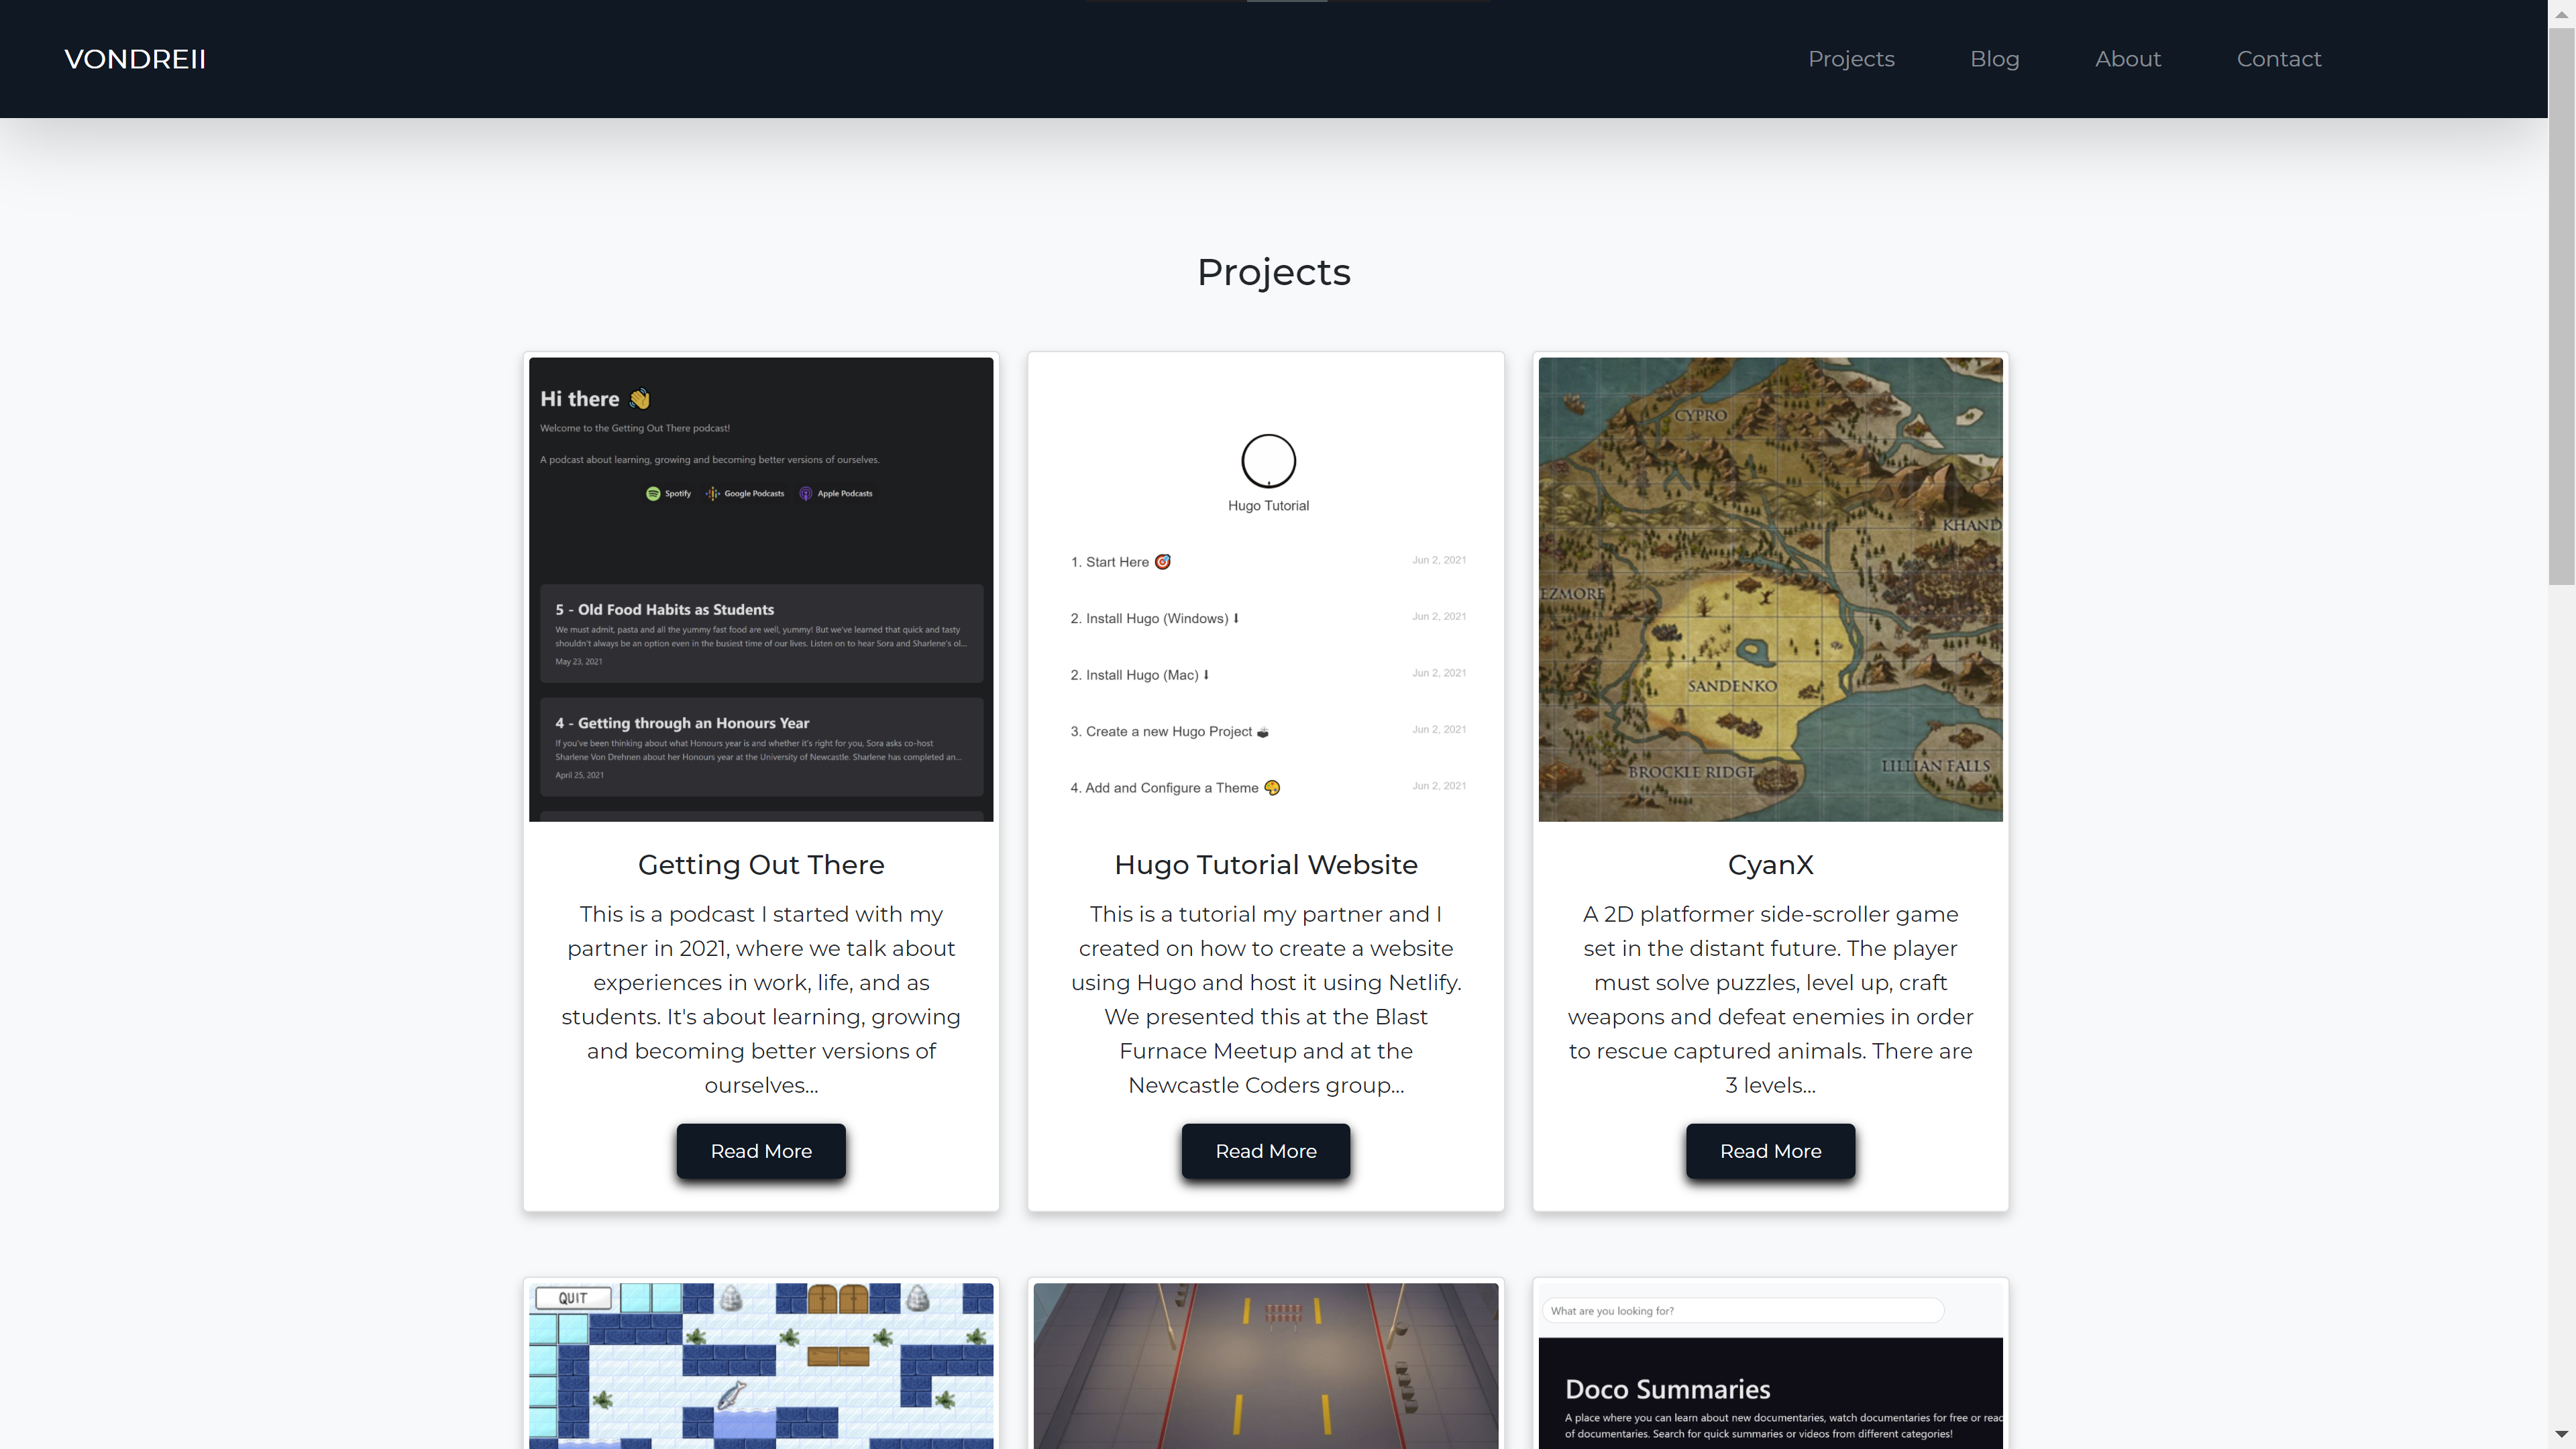 VONDREII
Projects
Blog
About
Contact
Projects
Hi there 👋
Welcome to the Getting Out There podcast!
A podcast about learning, growing and becoming better versions of ourselves.
Spotify
Google Podcasts
Apple Podcasts
5 - Old Food Habits as Students
We must admit, pasta and all the yummy fast food are well, yummy! But we've learned that quick and tasty
shouldn't always be an option even in the busiest time of our lives. Listen on to hear Sora and Sharlene's ol...
May 23, 2021
4 - Getting through an Honours Year
If you've been thinking about what Honours year is and whether it's right for you, Sora asks co-host
Sharlene Von Drehnen about her Honours year at the University of Newcastle. Sharlene has completed an...
April 25, 2021
Getting Out There
This is a podcast I started with my
partner in 2021, where we talk about
experiences in work, life, and as
students. It's about learning, growing
and becoming better versions of
ourselves...
Read More
Hugo Tutorial
1. Start Here 🎯
Jun 2, 2021
2. Install Hugo (Windows) ⬇
Jun 2, 2021
2. Install Hugo (Mac) ⬇
Jun 2, 2021
3. Create a new Hugo Project
Jun 2, 2021
4. Add and Configure a Theme 🎨
Jun 2, 2021
Hugo Tutorial Website
This is a tutorial my partner and I
created on how to create a website
using Hugo and host it using Netlify.
We presented this at the Blast
Furnace Meetup and at the
Newcastle Coders group...
Read More
CYPRO
KHAND
EZMORE
SANDENKO
BROCKLE RIDGE
LILLIAN FALLS
CyanX
A 2D platformer side-scroller game
set in the distant future. The player
must solve puzzles, level up, craft
weapons and defeat enemies in order
to rescue captured animals. There are
3 levels...
Read More
QUIT
What are you looking for?
Doco Summaries
A place where you can learn about new documentaries, watch documentaries for free or reac
of documentaries. Search for quick summaries or videos from different categories!